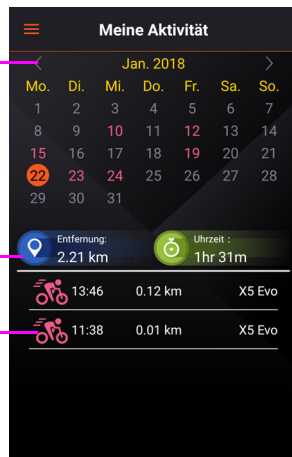 Meine Aktivität
Jan. 2018
Mo. Di. Mi. Do. Fr. Sa. So.
1 2 3 4 5 6 7
8 9 10 11 12 13 14
15 16 17 18 19 20 21
22 23 24 25 26 27 28
29 30 31
Entfernung: Uhrzeit :
2.21 km 1hr 31m
13:46 0.12 km X5 Evo
11:38 0.01 km X5 Evo